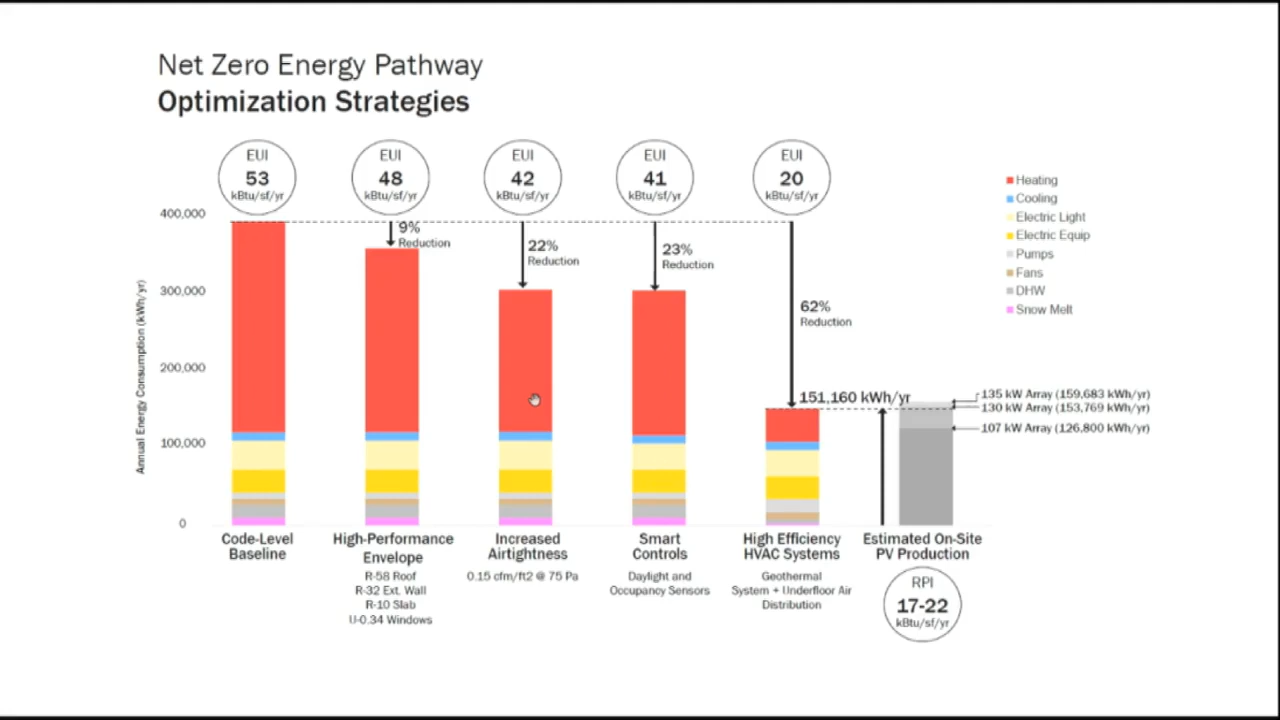 Net Zero Energy Pathway
Optimization Strategies
EUI
53
kBtu/sf/yr
EUI
48
kBtu/sf/yr
EUI
42
kBtu/sf/yr
EUI
41
kBtu/sf/yr
EUI
20
kBtu/sf/yr
Annual Energy Consumption (kWh/yr)
400,000
300,000
200,000
100,000
0
9%
Reduction
22%
Reduction
23%
Reduction
62%
Reduction
151,160 kWh/yr
Heating
Cooling
Electric Light
Electric Equip
Pumps
Fans
DHW
Snow Melt
135 kW Array (159,683 kWh/yr)
130 kW Array (153,769 kWh/yr)
107 kW Array (126,800 kWh/yr)
Code-Level
Baseline
High-Performance
Envelope
R-58 Roof
R-32 Ext. Wall
R-10 Slab
U-0.34 Windows
Increased
Airtightness
0.15 cfm/ft2 @ 75 Pa
Smart
Controls
Daylight and
Occupancy Sensors
High Efficiency
HVAC Systems
Geothermal
System + Underfloor Air
Distribution
Estimated On-Site
PV Production
RPI
17-22
kBtu/sf/yr